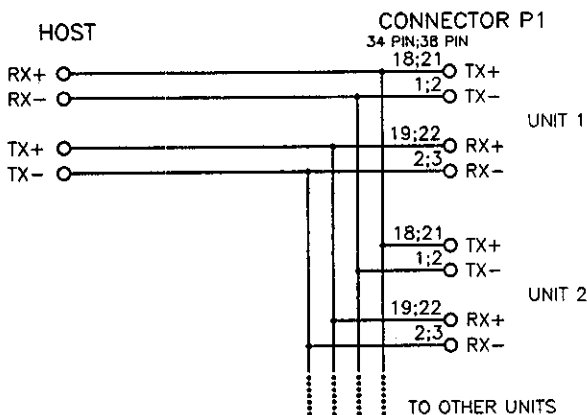 HOST
CONNECTOR P1
34 PIN;38 PIN
RX+ 18;21 TX+
RX- 1;2 TX-
UNIT 1
TX+ 19;22 RX+
TX- 2;3 RX-
18;21 TX+
1;2 TX-
UNIT 2
19;22 RX+
2;3 RX-
TO OTHER UNITS